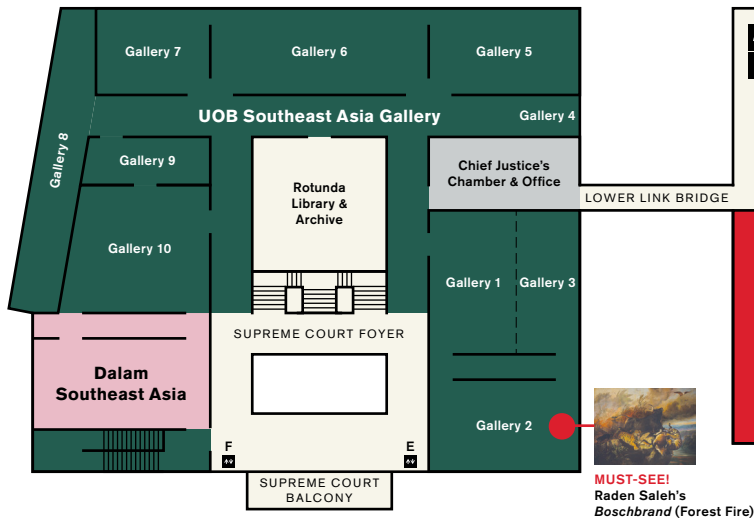 Gallery 7
Gallery 6
Gallery 5
UOB Southeast Asia Gallery
Gallery 4
Gallery 8
Gallery 9
Rotunda
Library &
Archive
Chief Justice's
Chamber & Office
LOWER LINK BRIDGE
Gallery 10
Gallery 1
Gallery 3
SUPREME COURT FOYER
Dalam
Southeast Asia
Gallery 2
F
E
SUPREME COURT
BALCONY
MUST-SEE!
Raden Saleh's
Boschbrand (Forest Fire)